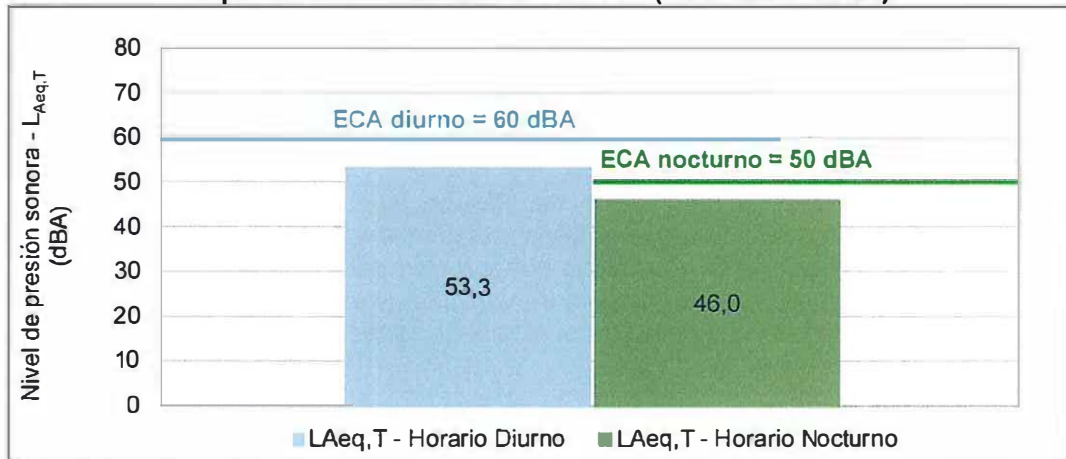 80
70
60
50
40
30
20
10
0
Nivel de presión sonora - LAeq,T
(dBA)
ECA diurno = 60 dBA
ECA nocturno = 50 dBA
53,3
46,0
LAeq,T - Horario Diurno
LAeq,T - Horario Nocturno